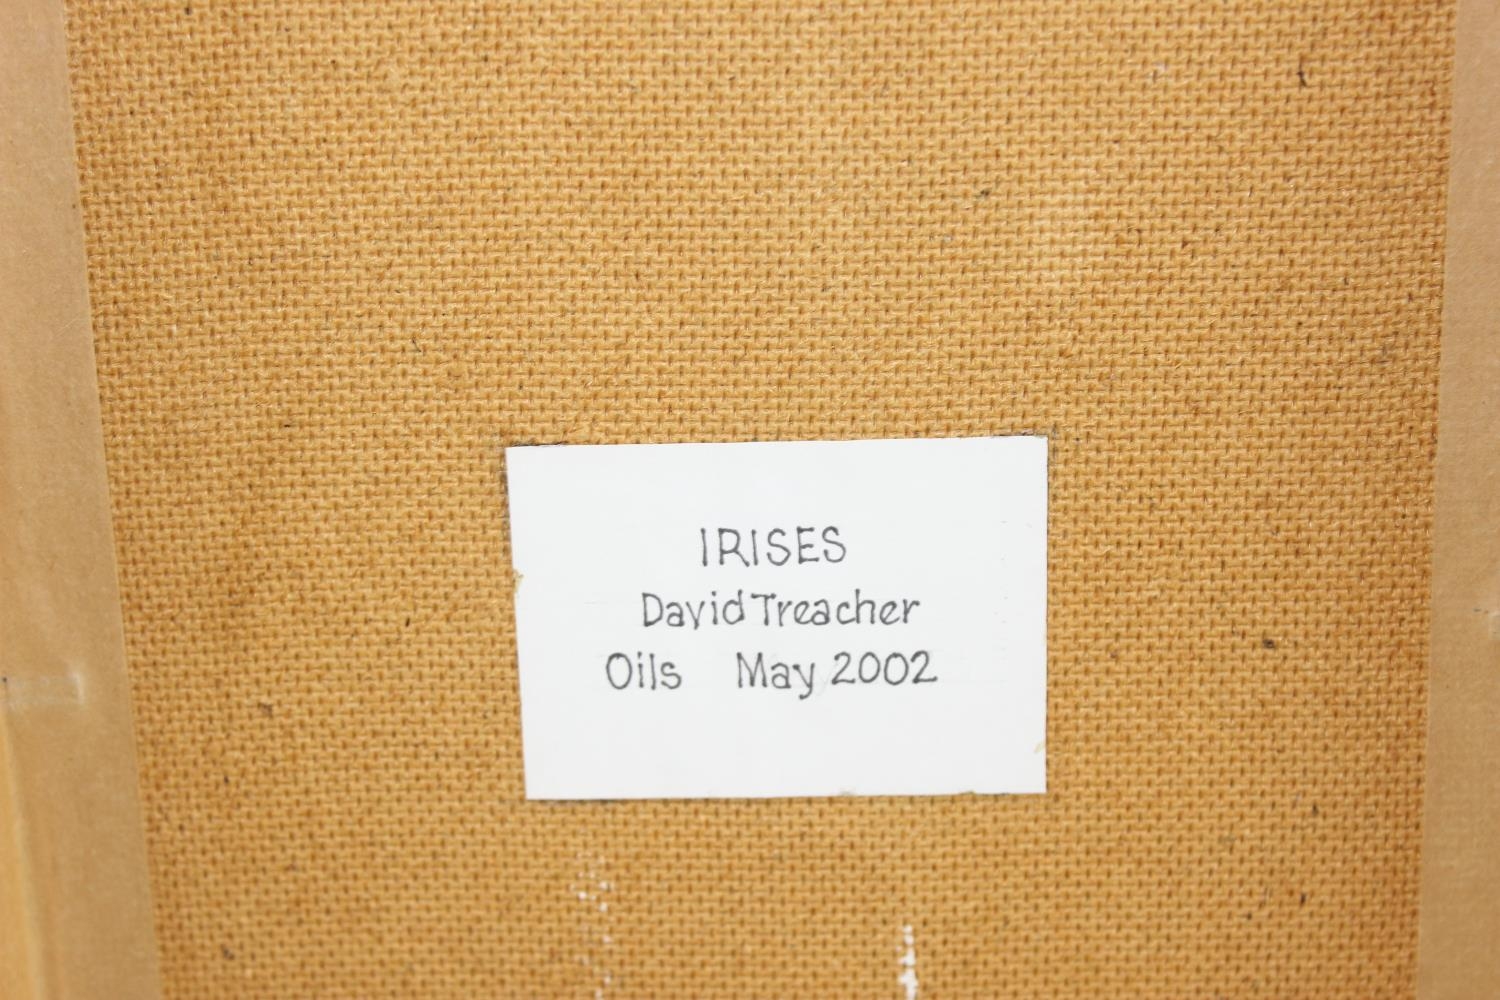 IRISES
David Treacher
Oils May 2002